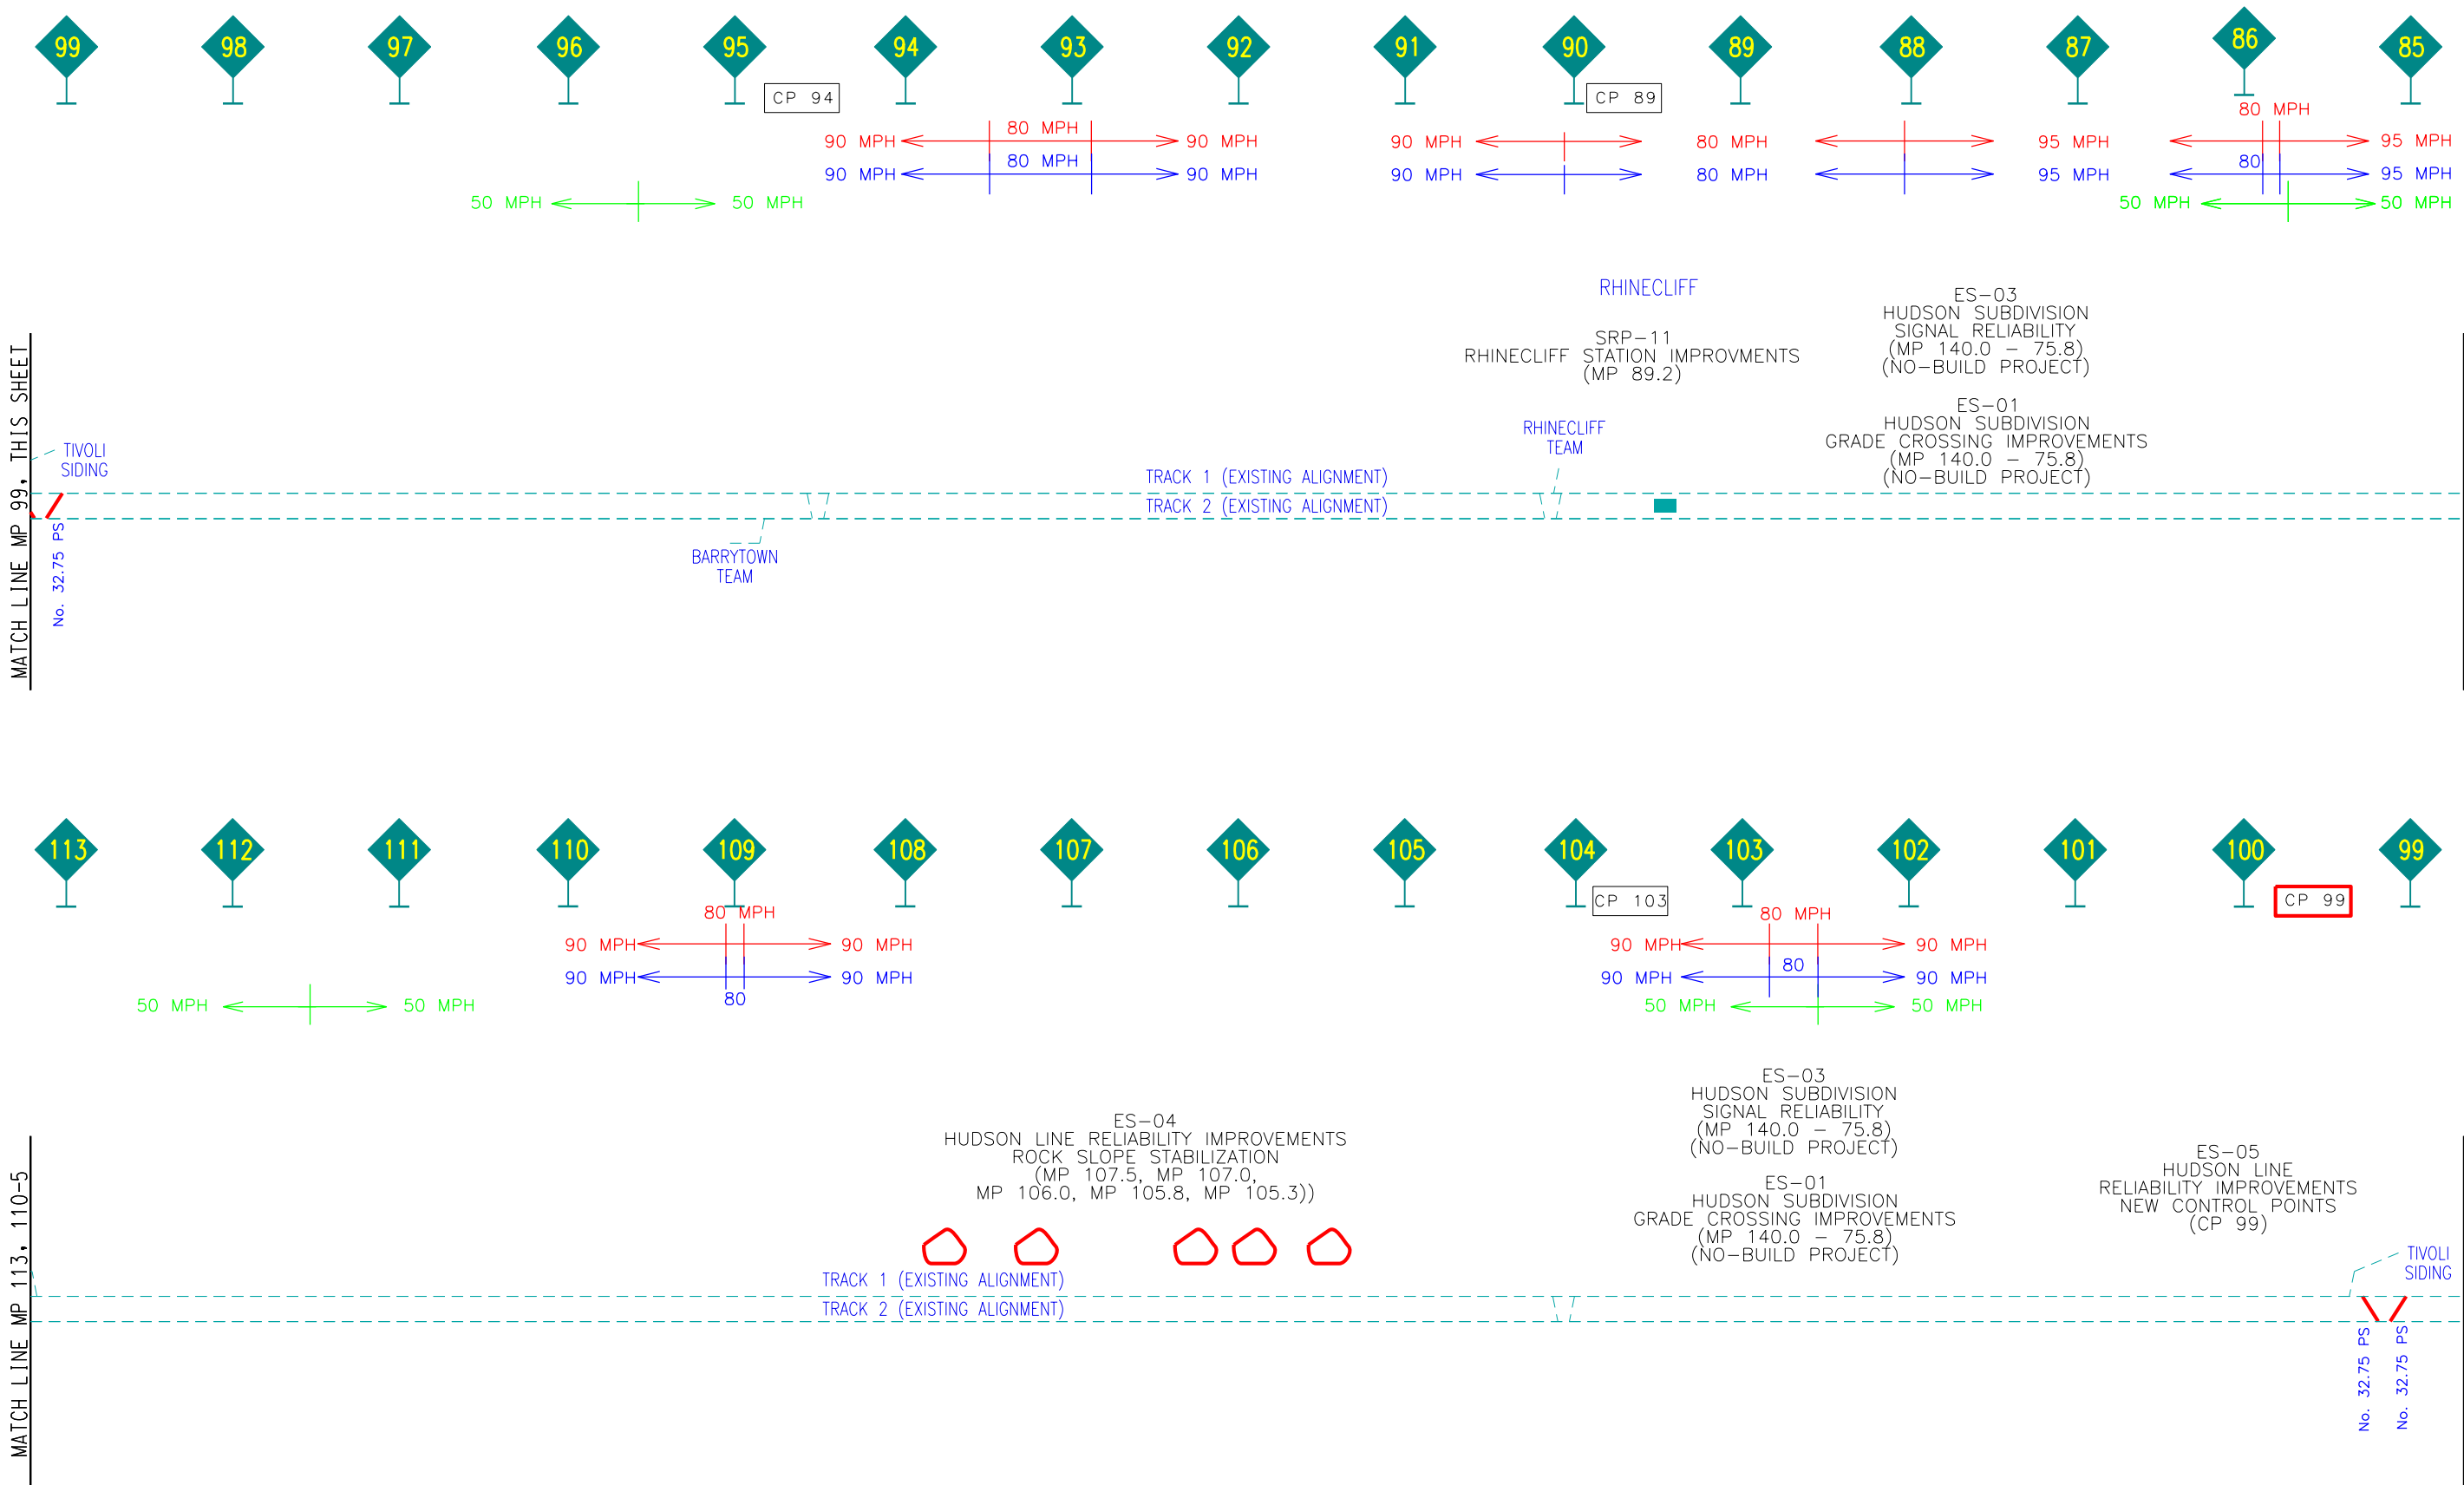 99 98 97 96 95 94 93 92 91 90 89 88 87 86 85
CP 94
CP 89
90 MPH 80 MPH 90 MPH
90 MPH 80 MPH
95 MPH 80 MPH 95 MPH
90 MPH 80 MPH 90 MPH
90 MPH 80 MPH
95 MPH 80 95 MPH
50 MPH 50 MPH
50 MPH 50 MPH
RHINECLIFF
SRP-11
RHINECLIFF STATION IMPROVMENTS
(MP 89.2)
ES-03
HUDSON SUBDIVISION
SIGNAL RELIABILITY
(MP 140.0 - 75.8)
(NO-BUILD PROJECT)
ES-01
HUDSON SUBDIVISION
GRADE CROSSING IMPROVEMENTS
(MP 140.0 - 75.8)
(NO-BUILD PROJECT)
MATCH LINE MP 99, THIS SHEET
TIVOLI
SIDING
No. 32.75 PS
RHINECLIFF
TEAM
TRACK 1 (EXISTING ALIGNMENT)
TRACK 2 (EXISTING ALIGNMENT)
BARRYTOWN
TEAM
113 112 111 110 109 108 107 106 105 104 103 102 101 100 99
CP 103
CP 99
80 MPH
90 MPH 90 MPH
90 MPH 90 MPH
80
80 MPH
90 MPH 90 MPH
90 MPH 80 90 MPH
50 MPH 50 MPH
50 MPH 50 MPH
ES-04
HUDSON LINE RELIABILITY IMPROVEMENTS
ROCK SLOPE STABILIZATION
(MP 107.5, MP 107.0,
MP 106.0, MP 105.8, MP 105.3))
ES-03
HUDSON SUBDIVISION
SIGNAL RELIABILITY
(MP 140.0 - 75.8)
(NO-BUILD PROJECT)
ES-01
HUDSON SUBDIVISION
GRADE CROSSING IMPROVEMENTS
(MP 140.0 - 75.8)
(NO-BUILD PROJECT)
ES-05
HUDSON LINE
RELIABILITY IMPROVEMENTS
NEW CONTROL POINTS
(CP 99)
MATCH LINE MP 113, 110-5
TRACK 1 (EXISTING ALIGNMENT)
TRACK 2 (EXISTING ALIGNMENT)
TIVOLI
SIDING
No. 32.75 PS
No. 32.75 PS